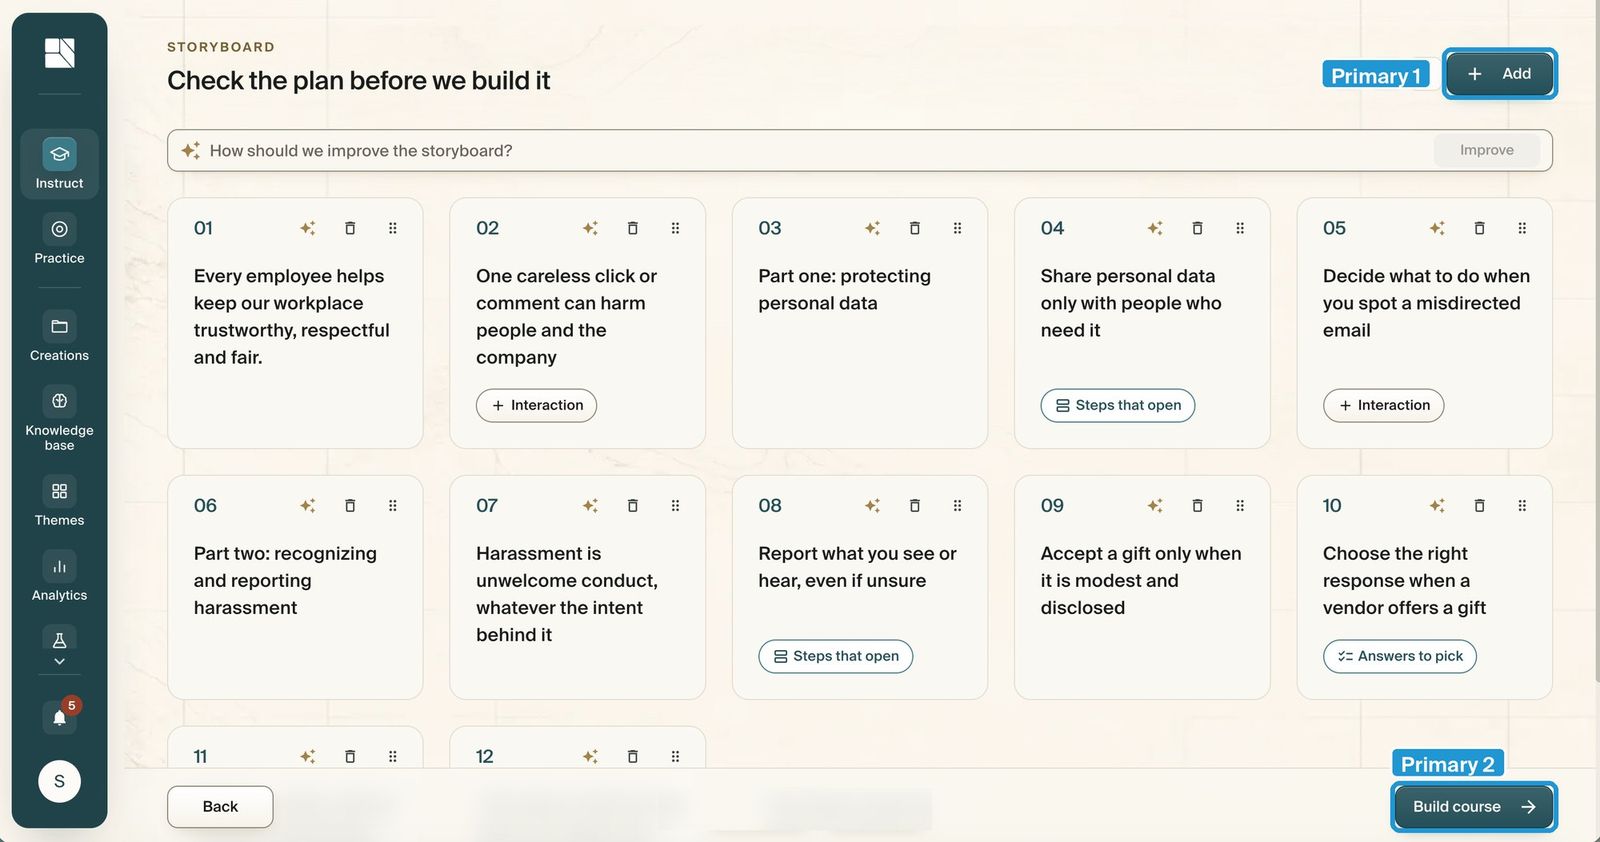 STORYBOARD
Check the plan before we build it
Primary 1
+ Add
How should we improve the storyboard?
Improve
Instruct
Practice
Creations
Knowledge
base
Themes
Analytics
5
S
01
Every employee helps
keep our workplace
trustworthy, respectful
and fair.
02
One careless click or
comment can harm
people and the
company
+ Interaction
03
Part one: protecting
personal data
04
Share personal data
only with people who
need it
Steps that open
05
Decide what to do when
you spot a misdirected
email
+ Interaction
06
Part two: recognizing
and reporting
harassment
07
Harassment is
unwelcome conduct,
whatever the intent
behind it
08
Report what you see or
hear, even if unsure
Steps that open
09
Accept a gift only when
it is modest and
disclosed
10
Choose the right
response when a
vendor offers a gift
Answers to pick
11
12
Back
Primary 2
Build course →